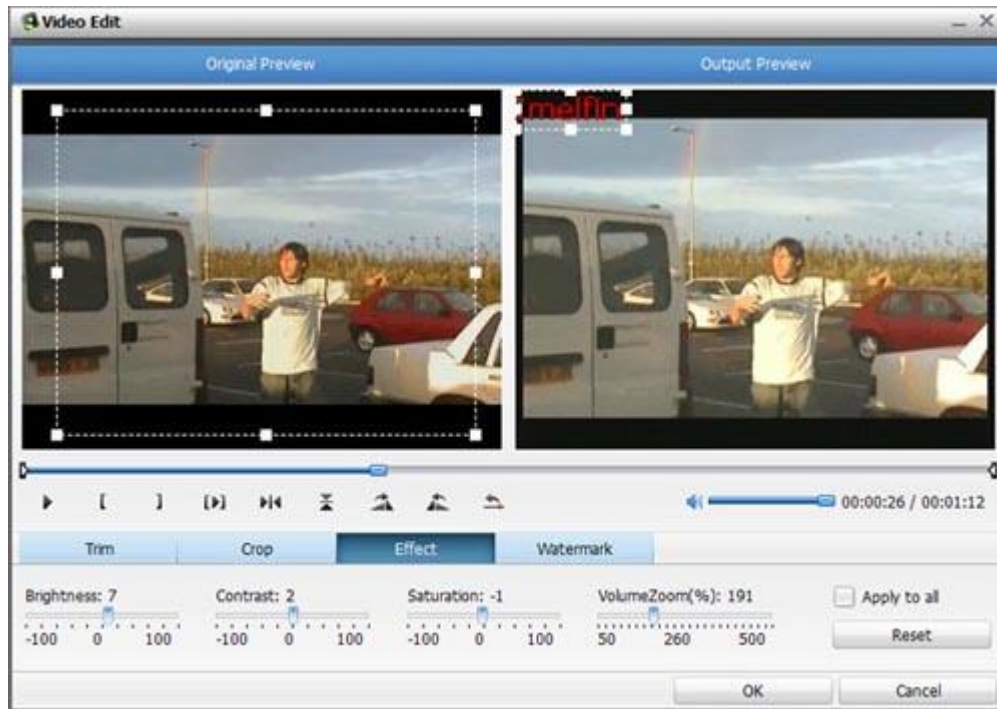 Video Edit
Original Preview
Output Preview
00:00:26 / 00:01:12
Trim
Crop
Effect
Watermark
Brightness: 7
Contrast: 2
Saturation: -1
VolumeZoom(%): 191
Apply to all
-100 0 100
-100 0 100
-100 0 100
50 260 500
Reset
OK
Cancel